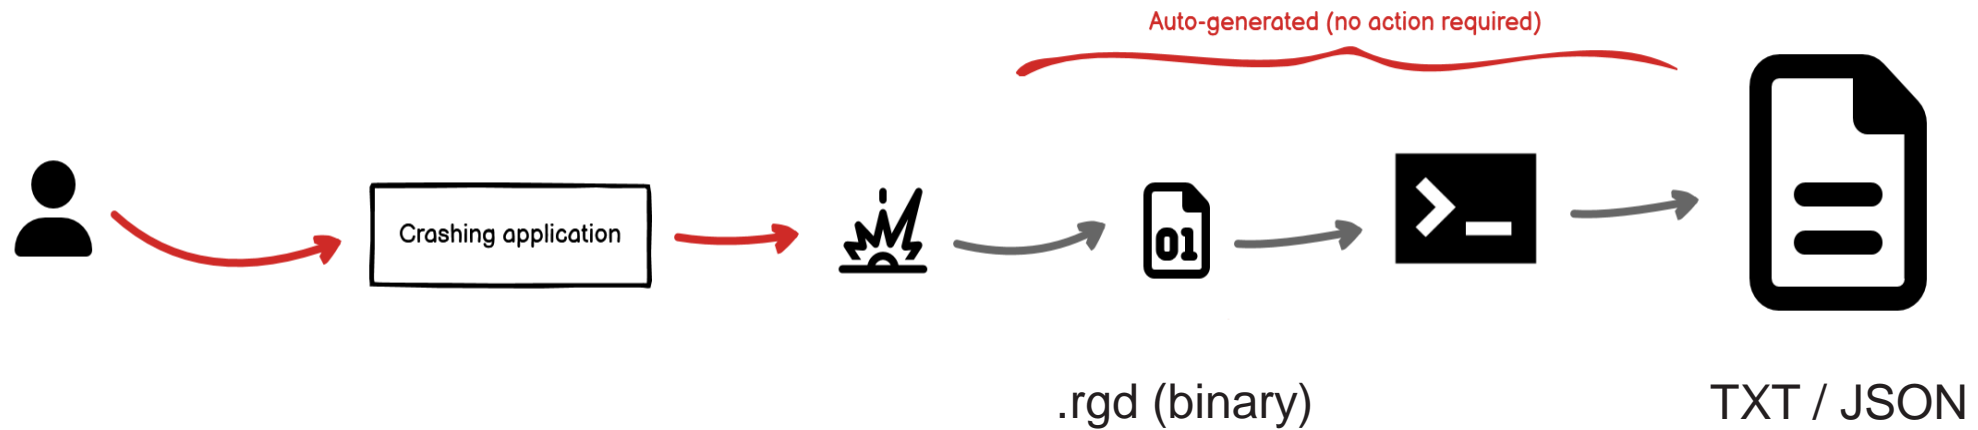 Auto-generated (no action required)
Crashing application
01
.rgd (binary)
TXT / JSON